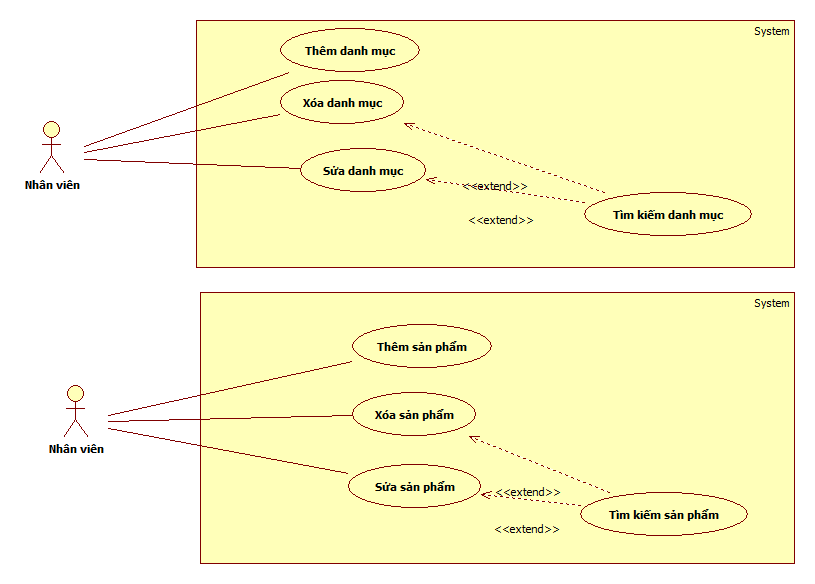 System
Thêm danh mục
Xóa danh mục
Sửa danh mục
Nhân viên
<<extend>>
<<extend>>
Tìm kiếm danh mục
System
Thêm sản phẩm
Xóa sản phẩm
Nhân viên
Sửa sản phẩm
<<extend>>
<<extend>>
Tìm kiếm sản phẩm